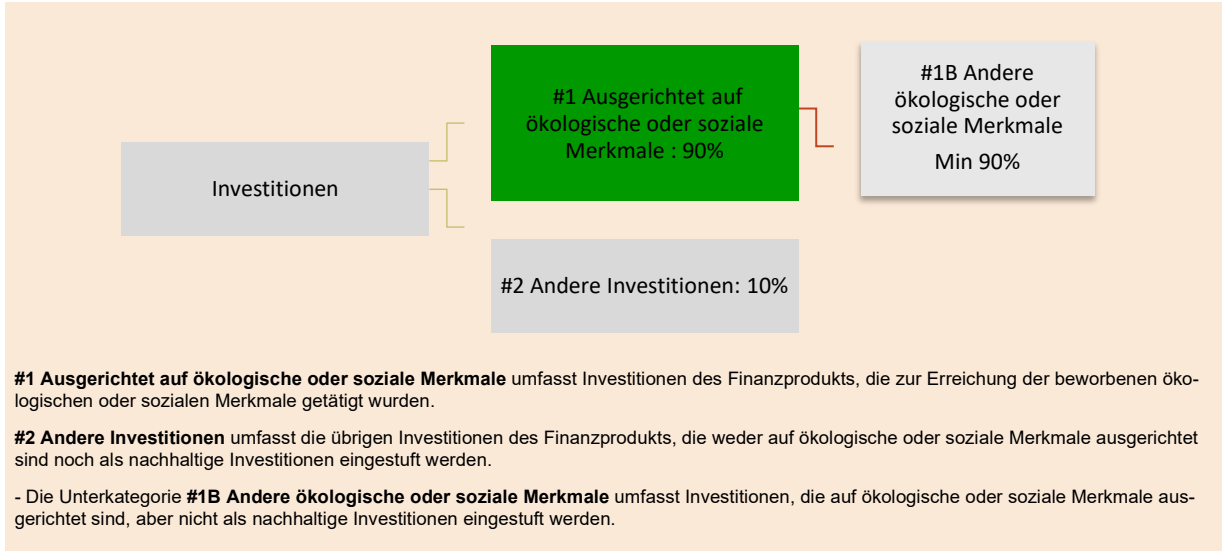 #1 Ausgerichtet auf
ökologische oder soziale
Merkmale : 90%
#1B Andere
ökologische oder
soziale Merkmale
Min 90%
Investitionen
#2 Andere Investitionen: 10%
#1 Ausgerichtet auf ökologische oder soziale Merkmale umfasst Investitionen des Finanzprodukts, die zur Erreichung der beworbenen öko-
logischen oder sozialen Merkmale getätigt wurden.
#2 Andere Investitionen umfasst die übrigen Investitionen des Finanzprodukts, die weder auf ökologische oder soziale Merkmale ausgerichtet
sind noch als nachhaltige Investitionen eingestuft werden.
- Die Unterkategorie #1B Andere ökologische oder soziale Merkmale umfasst Investitionen, die auf ökologische oder soziale Merkmale aus-
gerichtet sind, aber nicht als nachhaltige Investitionen eingestuft werden.